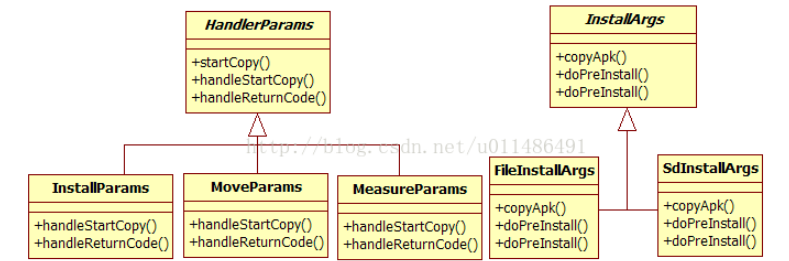 HandlerParams
+startCopy()
+handleStartCopy()
+handleReturnCode()
InstallArgs
+copyApk()
+doPreInstall()
+doPreInstall()
http://blog.csdn.net/u011486491
InstallParams
+handleStartCopy()
+handleReturnCode()
MoveParams
+handleStartCopy()
+handleReturnCode()
MeasureParams
+handleStartCopy()
+handleReturnCode()
FileInstallArgs
+copyApk()
+doPreInstall()
+doPreInstall()
SdInstallArgs
+copyApk()
+doPreInstall()
+doPreInstall()